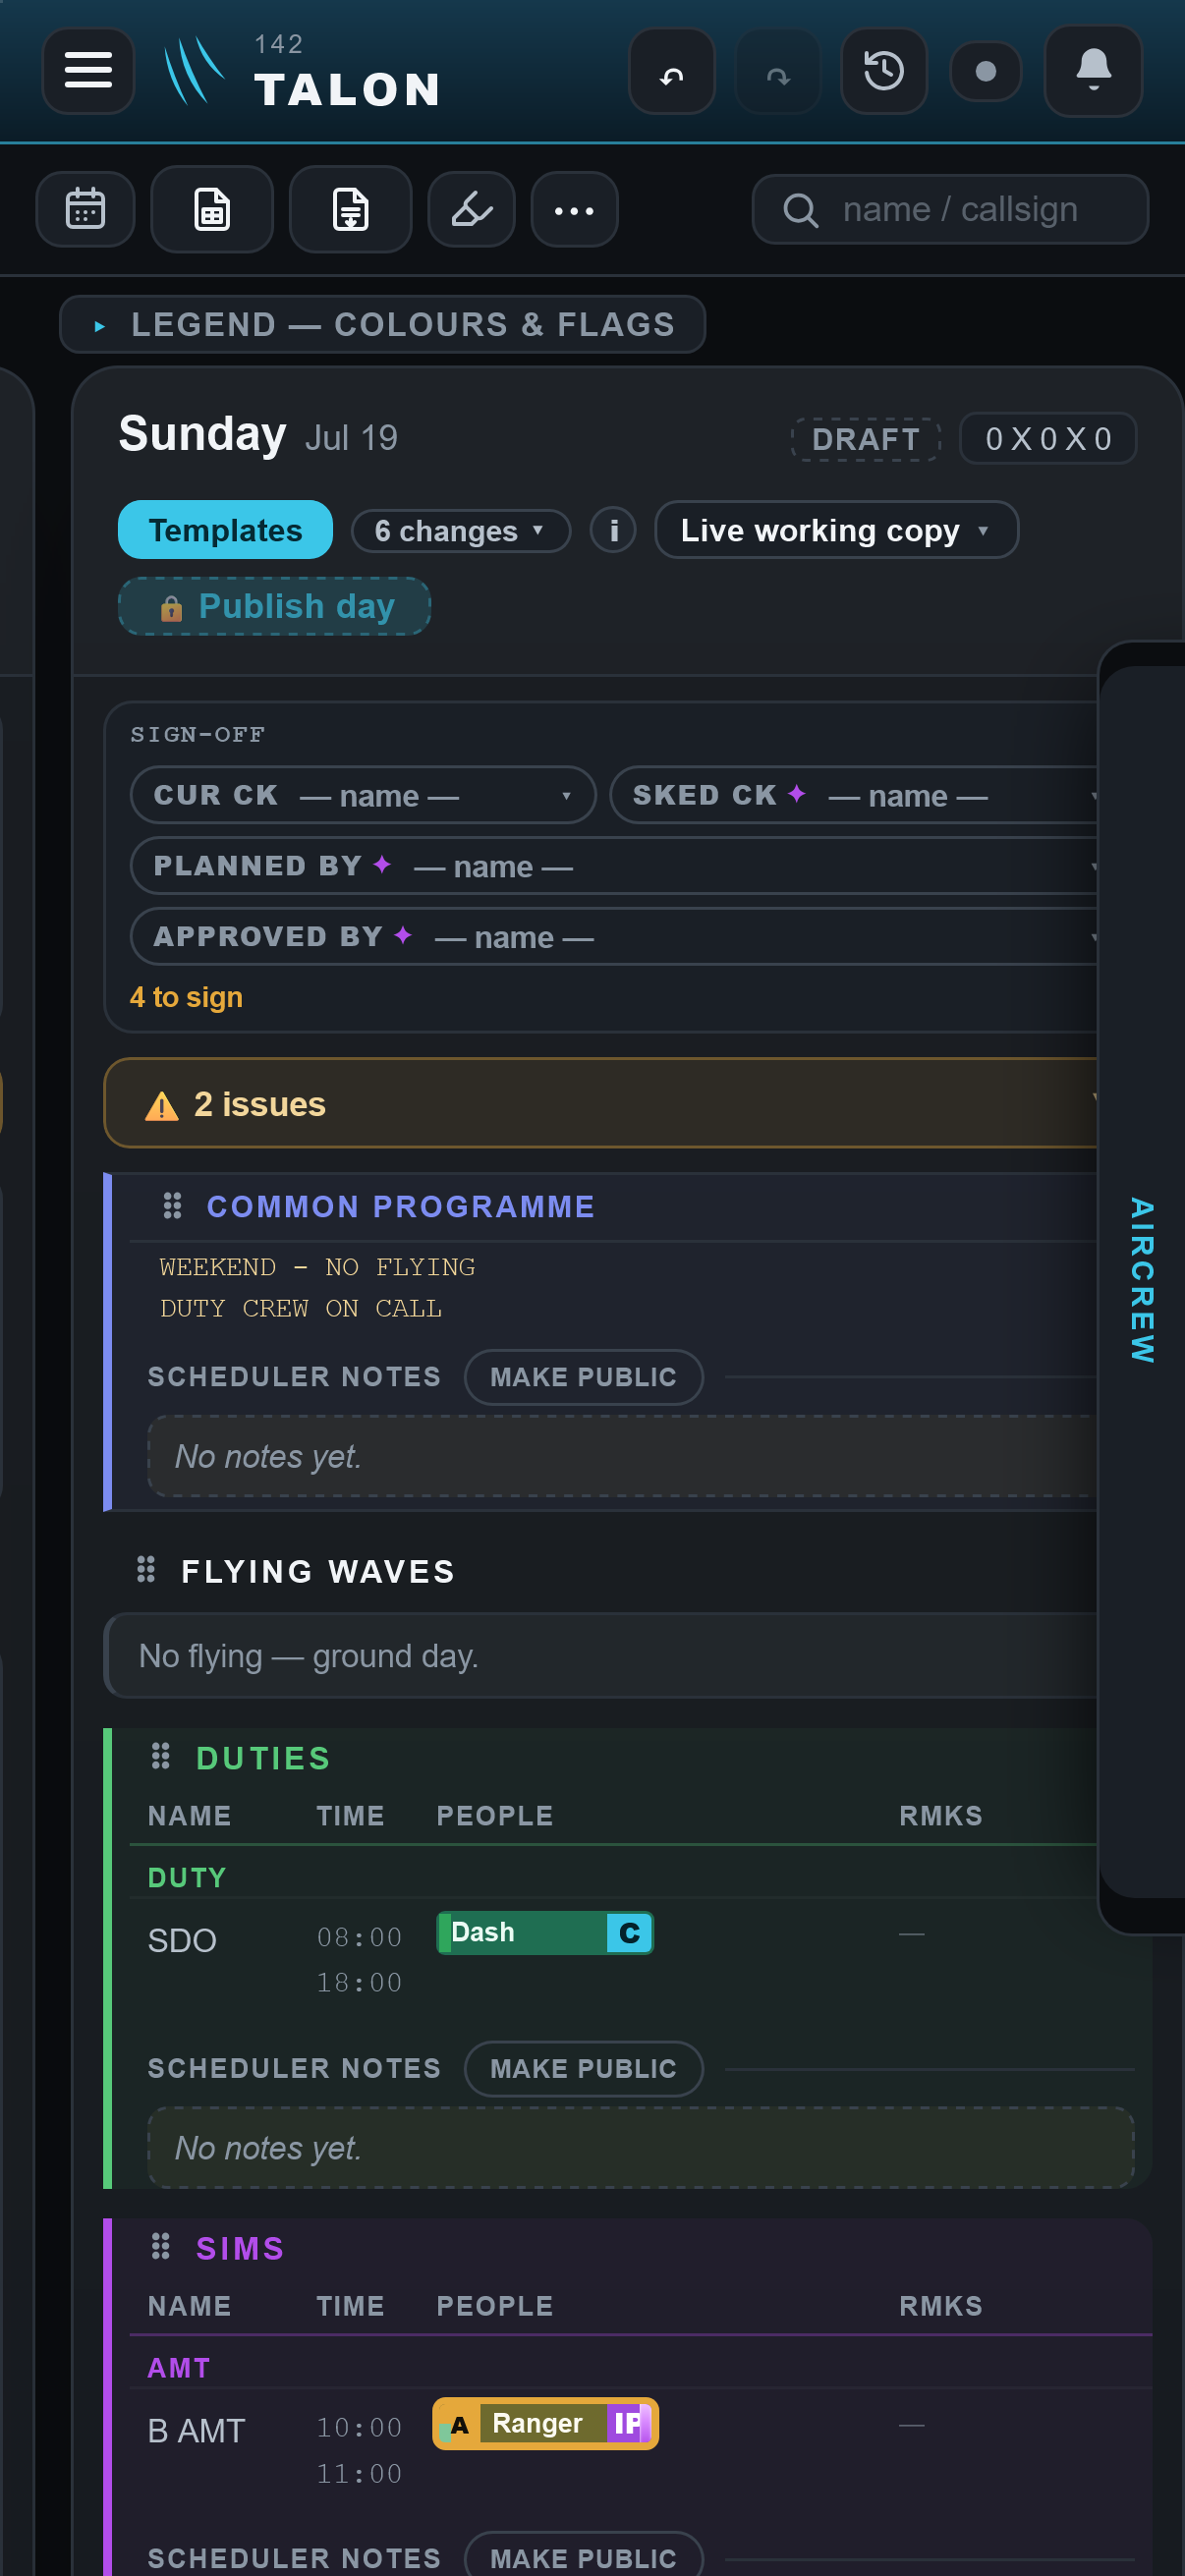 142
TALON
name / callsign
▸ LEGEND — COLOURS & FLAGS
Sunday Jul 19 DRAFT 0 X 0 X 0
Templates 6 changes ▾ i Live working copy ▾
Publish day
SIGN-OFF
CUR CK — name — ▾ SKED CK ✦ — name —
PLANNED BY ✦ — name —
APPROVED BY ✦ — name —
4 to sign
2 issues
COMMON PROGRAMME
WEEKEND - NO FLYING
DUTY CREW ON CALL
SCHEDULER NOTES MAKE PUBLIC
No notes yet.
AIRCREW
FLYING WAVES
No flying — ground day.
DUTIES
NAME TIME PEOPLE RMKS
DUTY
SDO 08:00 Dash C —
18:00
SCHEDULER NOTES MAKE PUBLIC
No notes yet.
SIMS
NAME TIME PEOPLE RMKS
AMT
B AMT 10:00 A Ranger IP —
11:00
SCHEDULER NOTES MAKE PUBLIC